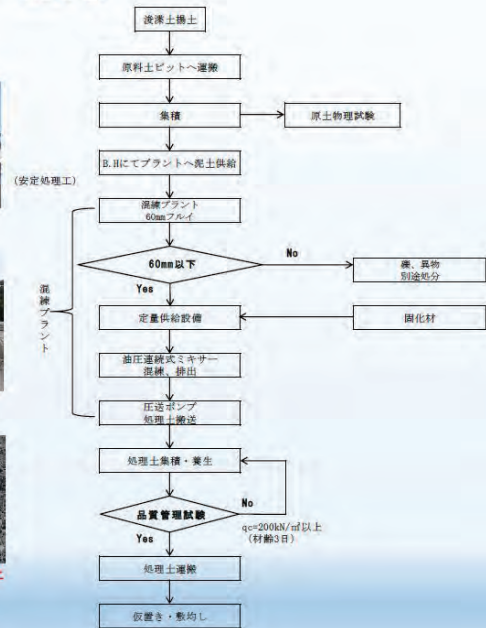 浚渫土揚土
原料土ピットへ運搬
集積
原土物理試験
B.Hにてプラントへ泥土供給
(安定処理工)
混練プラント
60mmフルイ
60mm以下
No
礫、異物
別途処分
Yes
混練プラント
定量供給設備
固化材
油圧連続式ミキサー
混練、排出
圧送ポンプ
処理土搬送
処理土集積・養生
品質管理試験
No
qc=200kN/㎡以上
(材齢3日)
Yes
処理土運搬
仮置き・敷均し